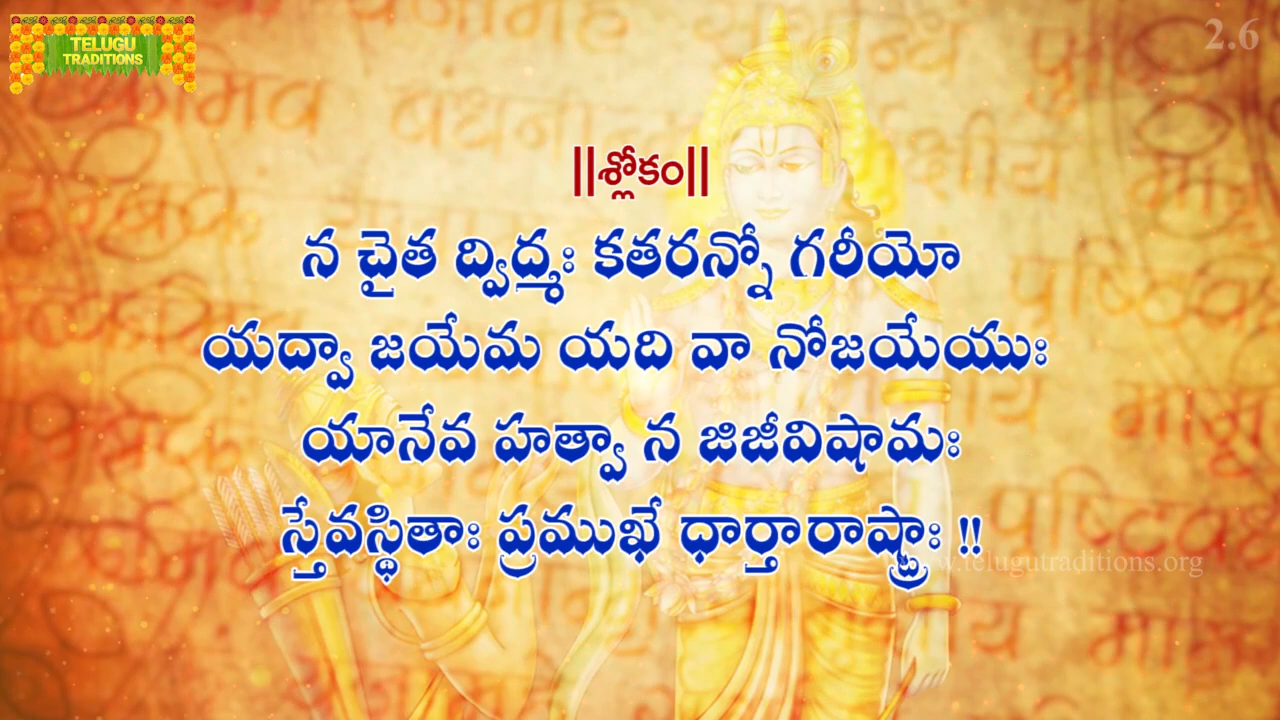 TELUGU
TRADITIONS
2.6
||శ్లోకం||
న చైత ద్విద్మః కతరన్నో గరీయో
యద్వా జయేమ యది వా నోజయేయుః
యానేవ హత్వా న జిజీవిషామః
స్తేవస్థితాః ప్రముఖే ధార్తారాష్ట్రాః !!
www.telugutraditions.org